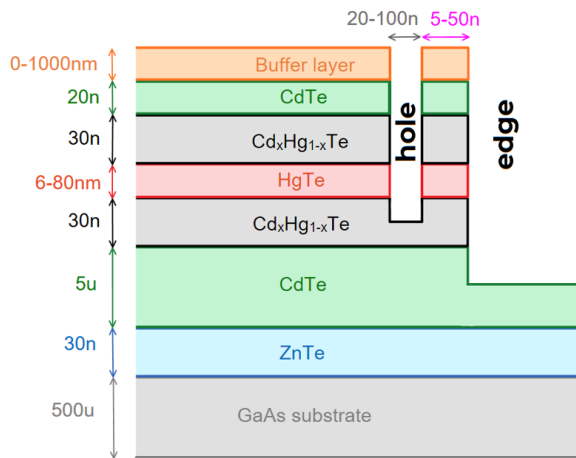 20-100n
5-50n
0-1000nm
Buffer layer
20n
CdTe
30n
CdxHg1-xTe
hole
edge
6-80nm
HgTe
30n
CdxHg1-xTe
5u
CdTe
30n
ZnTe
500u
GaAs substrate